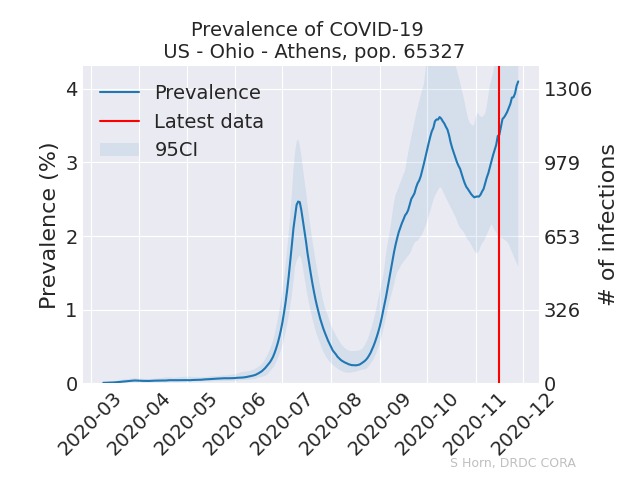 Prevalence of COVID-19
US - Ohio - Athens, pop. 65327
Prevalence
Latest data
95CI
Prevalence (%)
4
3
2
1
0
# of infections
1306
979
653
326
0
2020-03
2020-04
2020-05
2020-06
2020-07
2020-08
2020-09
2020-10
2020-11
2020-12
S Horn, DRDC CORA